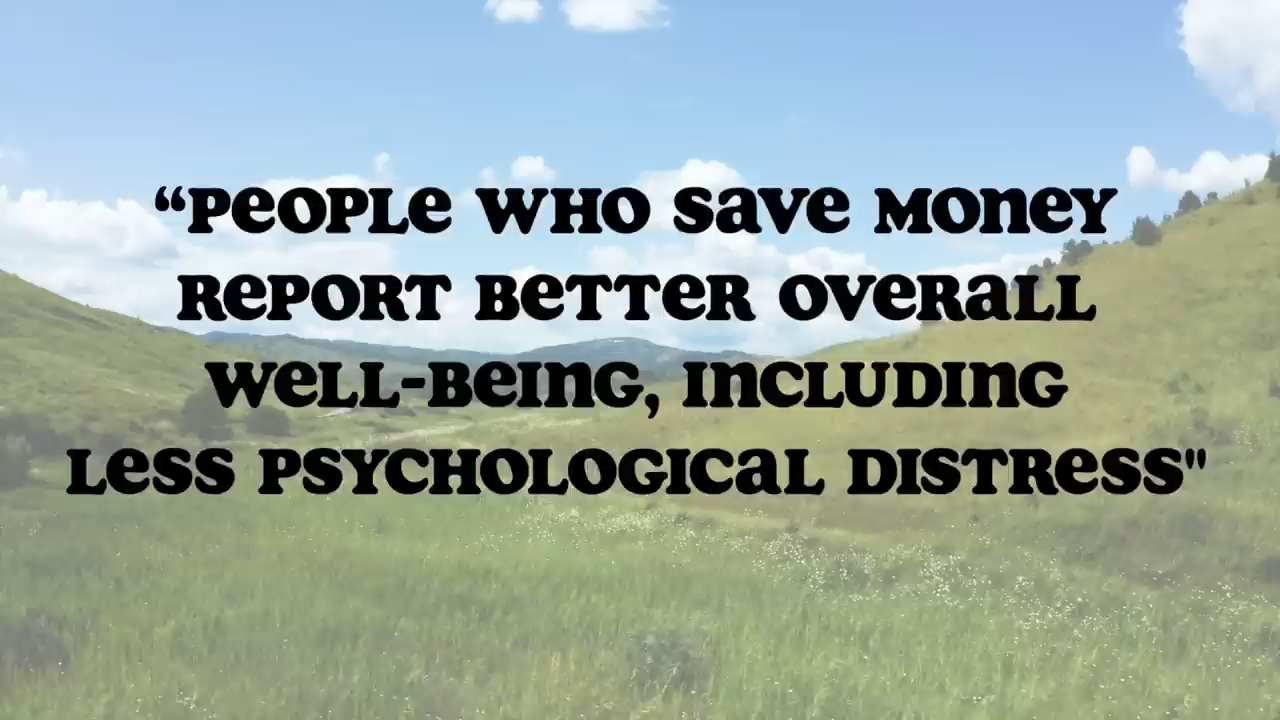 “PEOPLE WHO SAVE MONEY
REPORT BETTER OVERALL
WELL-BEING, INCLUDING
LESS PSYCHOLOGICAL DISTRESS"